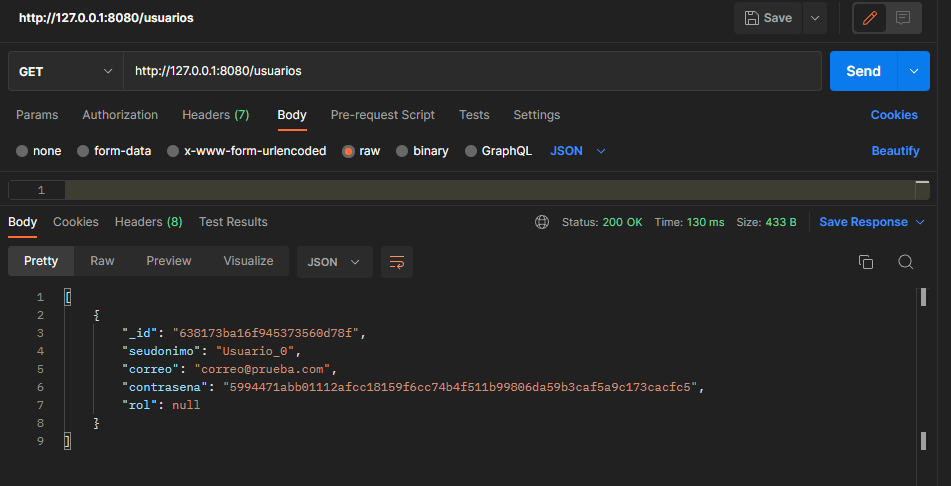 http://127.0.0.1:8080/usuarios
Save
GET
http://127.0.0.1:8080/usuarios
Send
Params Authorization Headers (7) Body Pre-request Script Tests Settings Cookies
none form-data x-www-form-urlencoded raw binary GraphQL JSON Beautify
1
Body Cookies Headers (8) Test Results Status: 200 OK Time: 130 ms Size: 433 B Save Response
Pretty Raw Preview Visualize JSON
1 [
2 {
3 "_id": "638173ba16f945373560d78f",
4 "seudonimo": "Usuario_0",
5 "correo": "correo@prueba.com",
6 "contrasena": "5994471abb01112afcc18159f6cc74b4f511b99806da59b3caf5a9c173cacfc5",
7 "rol": null
8 }
9 ]